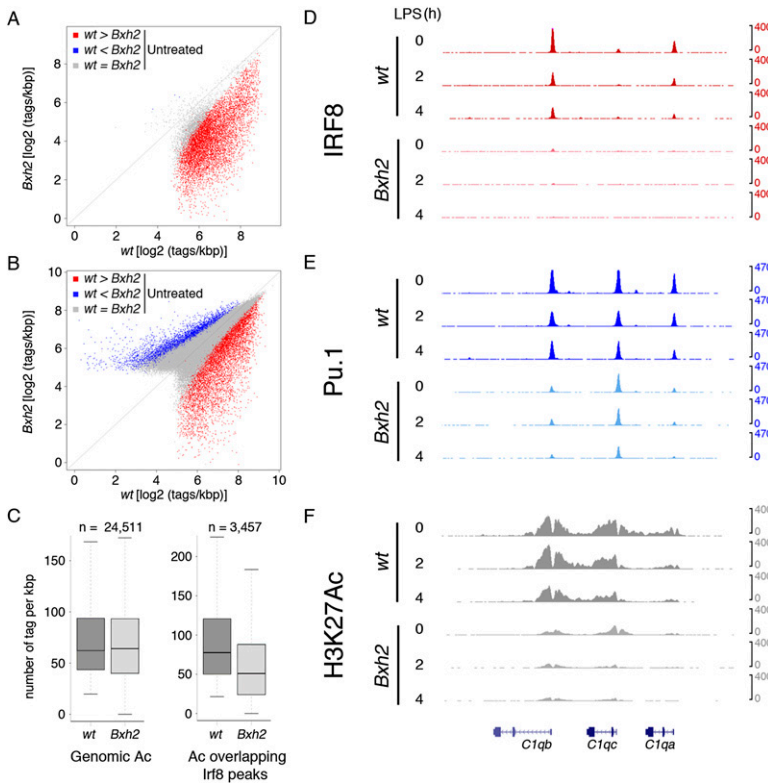 A
wt > Bxh2
wt < Bxh2
wt = Bxh2
Untreated
10
8
6
4
2
0
Bxh2 [log2 (tags/kbp)]
0 2 4 6 8 10
wt [log2 (tags/kbp)]
B
wt > Bxh2
wt < Bxh2
wt = Bxh2
Untreated
10
8
6
4
2
0
Bxh2 [log2 (tags/kbp)]
0 2 4 6 8 10
wt [log2 (tags/kbp)]
C
n = 24,511
n = 3,457
number of tag per kbp
150
100
50
0
200
150
100
50
0
wt Bxh2
wt Bxh2
Genomic Ac
Ac overlapping
Irf8 peaks
LPS (h)
D
IRF8
wt
0
2
4
Bxh2
0
2
4
400
0
400
0
400
0
400
0
400
0
400
0
E
Pu.1
wt
0
2
4
Bxh2
0
2
4
470
0
470
0
470
0
470
0
470
0
470
0
F
H3K27Ac
wt
0
2
4
Bxh2
0
2
4
400
0
400
0
400
0
400
0
400
0
400
0
C1qb C1qc C1qa